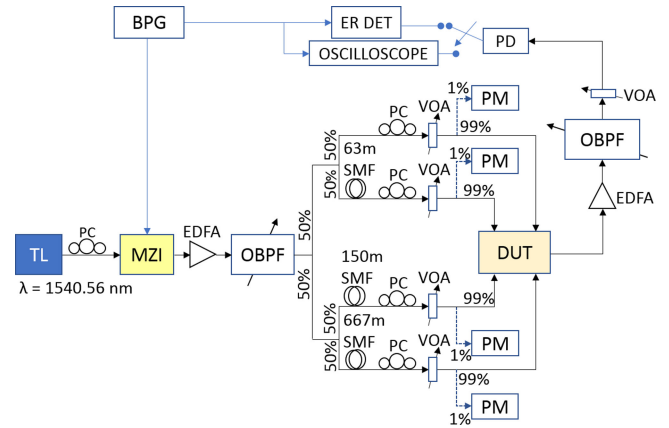 BPG
ER DET
OSCILLOSCOPE
PD
VOA
OBPF
EDFA
1%
PM
PC
VOA
99%
50%
63m
1%
PM
50%
SMF
PC
VOA
99%
50%
TL
PC
MZI
EDFA
OBPF
DUT
λ = 1540.56 nm
50%
150m
SMF
PC
VOA
99%
50%
667m
1%
PM
50%
SMF
PC
VOA
99%
1%
PM